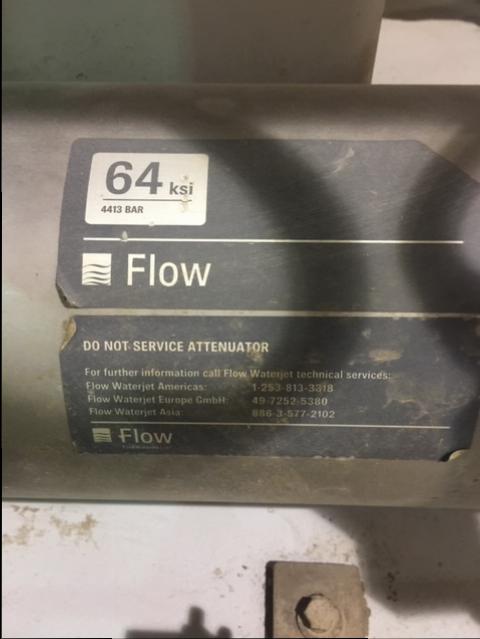 64 ksi
4413 BAR
Flow
DO NOT SERVICE ATTENUATOR
For further information call Flow Waterjet technical services:
Flow Waterjet Americas: 1-253-813-3318
Flow Waterjet Europe GmbH: 49-7252-5380
Flow Waterjet Asia: 886-3-577-2102
Flow